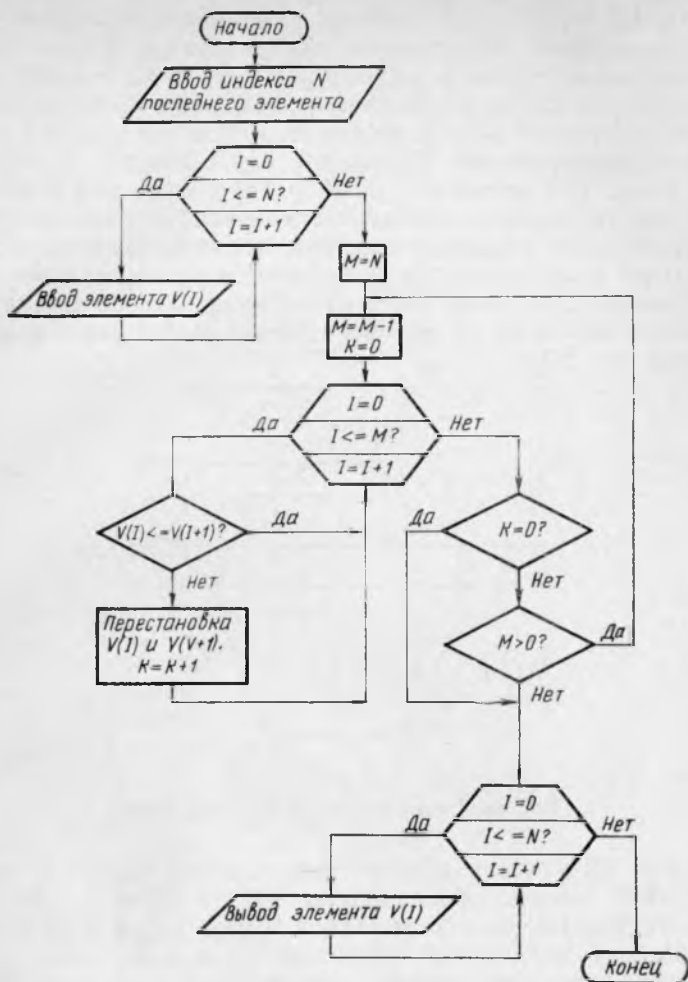 Начало
Ввод индекса N
последнего элемента
I=0
Да
I<=N?
Нет
I=I+1
M=N
Ввод элемента V(I)
M=M-1
K=0
I=0
Да
I<=M?
Нет
I=I+1
V(I)<=V(I+1)?
Да
Да
K=0?
Нет
Нет
Перестановка
V(I) и V(V+1).
K=K+1
M>0?
Да
Нет
I=0
Да
I<=N?
Нет
I=I+1
Вывод элемента V(I)
Конец